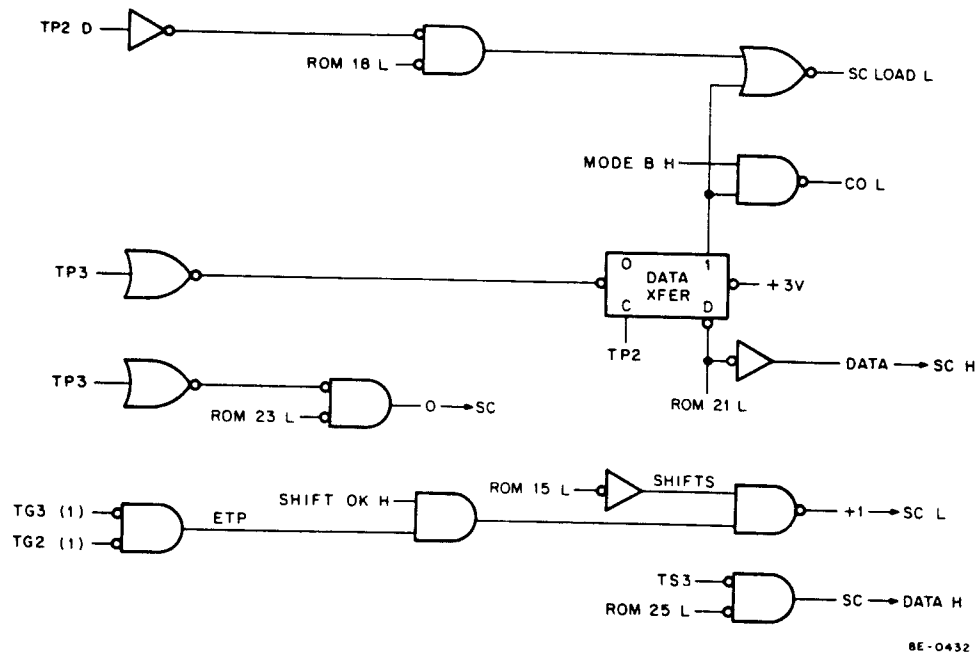 TP2 D
ROM 18 L
SC LOAD L
MODE B H
CO L
TP3
0 1
DATA
XFER
C D
+3V
TP2
DATA → SC H
ROM 21 L
TP3
ROM 23 L
0 → SC
ROM 15 L
SHIFTS
SHIFT OK H
TG3 (1)
ETP
TG2 (1)
+1 → SC L
TS3
ROM 25 L
SC → DATA H
8E-0432